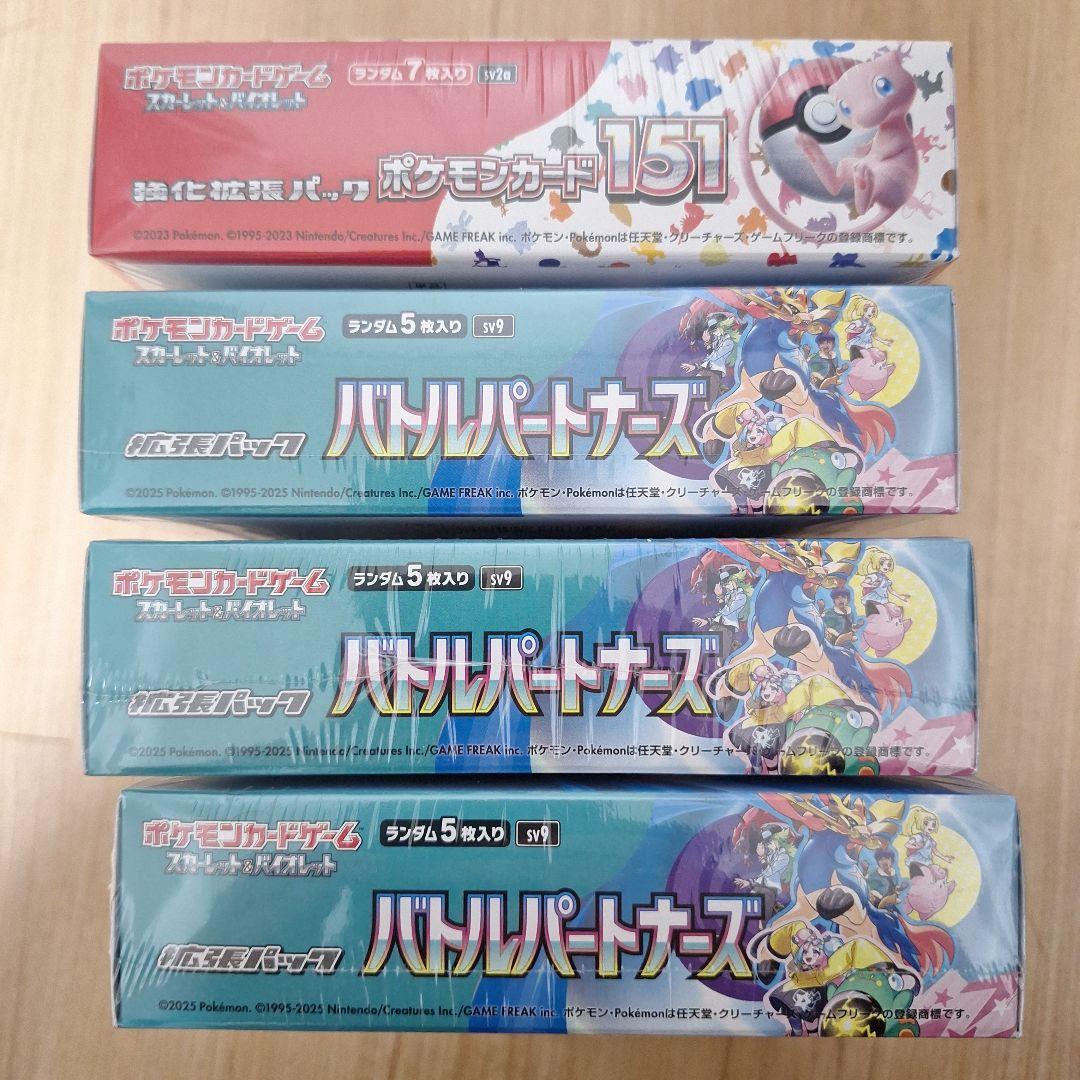 ポケモンカードゲーム ランダム7枚入り sv2a
スカーレット&バイオレット
強化拡張パック ポケモンカード151
©2023 Pokémon. ©1995-2023 Nintendo/Creatures Inc./GAME FREAK inc. ポケモン・Pokémonは任天堂・クリーチャーズ・ゲームフリークの登録商標です。
ポケモンカードゲーム ランダム5枚入り sv9
スカーレット&バイオレット
拡張パック バトルパートナーズ
©2025 Pokémon. ©1995-2025 Nintendo/Creatures Inc./GAME FREAK inc. ポケモン・Pokémonは任天堂・クリーチャーズ・ゲームフリークの登録商標です。
ポケモンカードゲーム ランダム5枚入り sv9
スカーレット&バイオレット
拡張パック バトルパートナーズ
©2025 Pokémon. ©1995-2025 Nintendo/Creatures Inc./GAME FREAK inc. ポケモン・Pokémonは任天堂・クリーチャーズ・ゲームフリークの登録商標です。
ポケモンカードゲーム ランダム5枚入り sv9
スカーレット&バイオレット
拡張パック バトルパートナーズ
©2025 Pokémon. ©1995-2025 Nintendo/Creatures Inc./GAME FREAK inc. ポケモン・Pokémonは任天堂・クリーチャーズ・ゲームフリークの登録商標です。